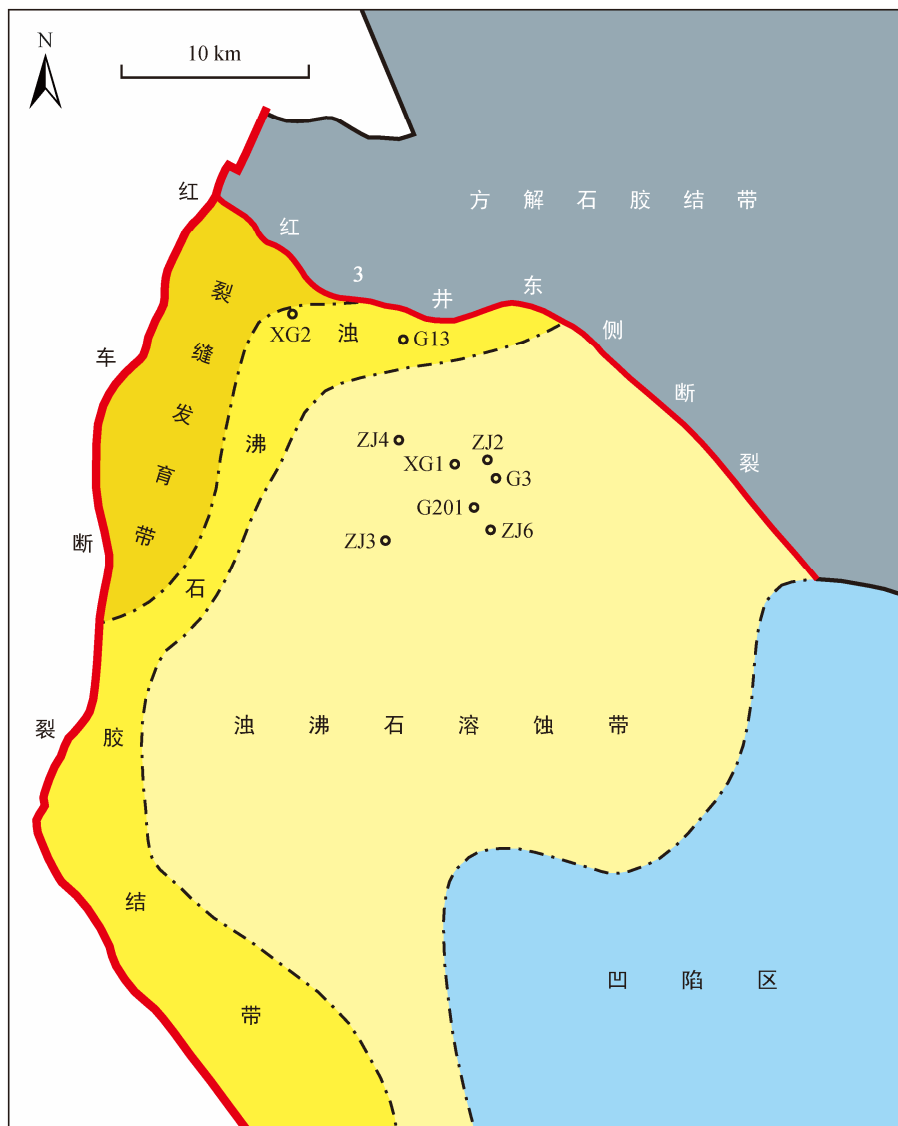 N
10 km
方解石胶结带
红车断裂
红3井东侧断裂
裂缝发育带
浊沸石胶结带
XG2
G13
ZJ4
ZJ2
XG1
G3
G201
ZJ6
ZJ3
浊沸石溶蚀带
凹陷区